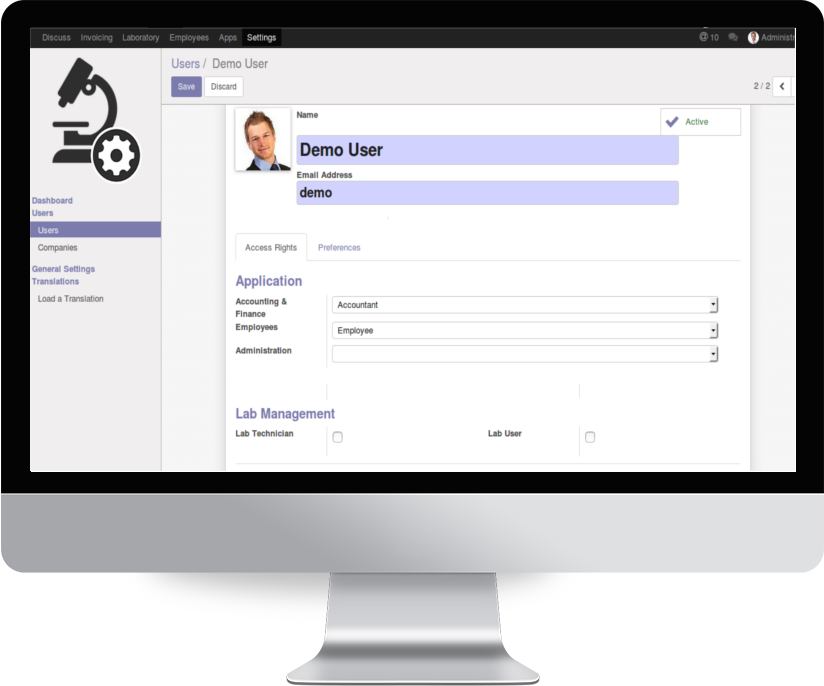 Discuss Invoicing Laboratory Employees Apps Settings @ 10 Administr
Users / Demo User
Save Discard 2 / 2
Name
Active
Demo User
Email Address
demo
Dashboard
Users
Users
Companies
General Settings
Translations
Load a Translation
Access Rights Preferences
Application
Accounting &
Finance
Accountant
Employees Employee
Administration
Lab Management
Lab Technician Lab User